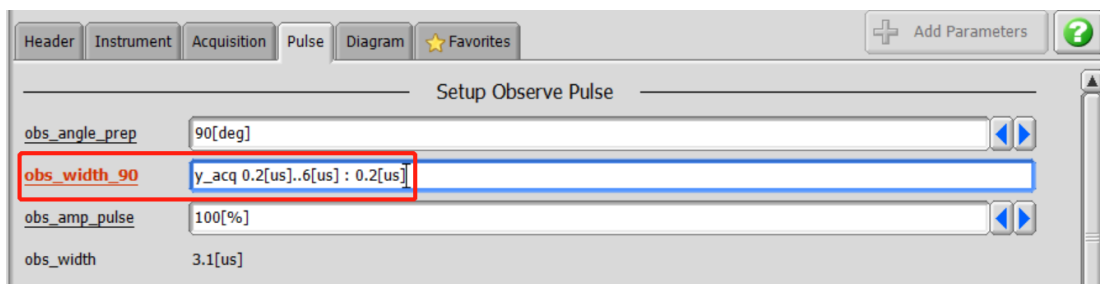 Header Instrument Acquisition Pulse Diagram Favorites Add Parameters ?
Setup Observe Pulse
obs_angle_prep 90[deg]
obs_width_90 y_acq 0.2[us]..6[us] : 0.2[us]
obs_amp_pulse 100[%]
obs_width 3.1[us]